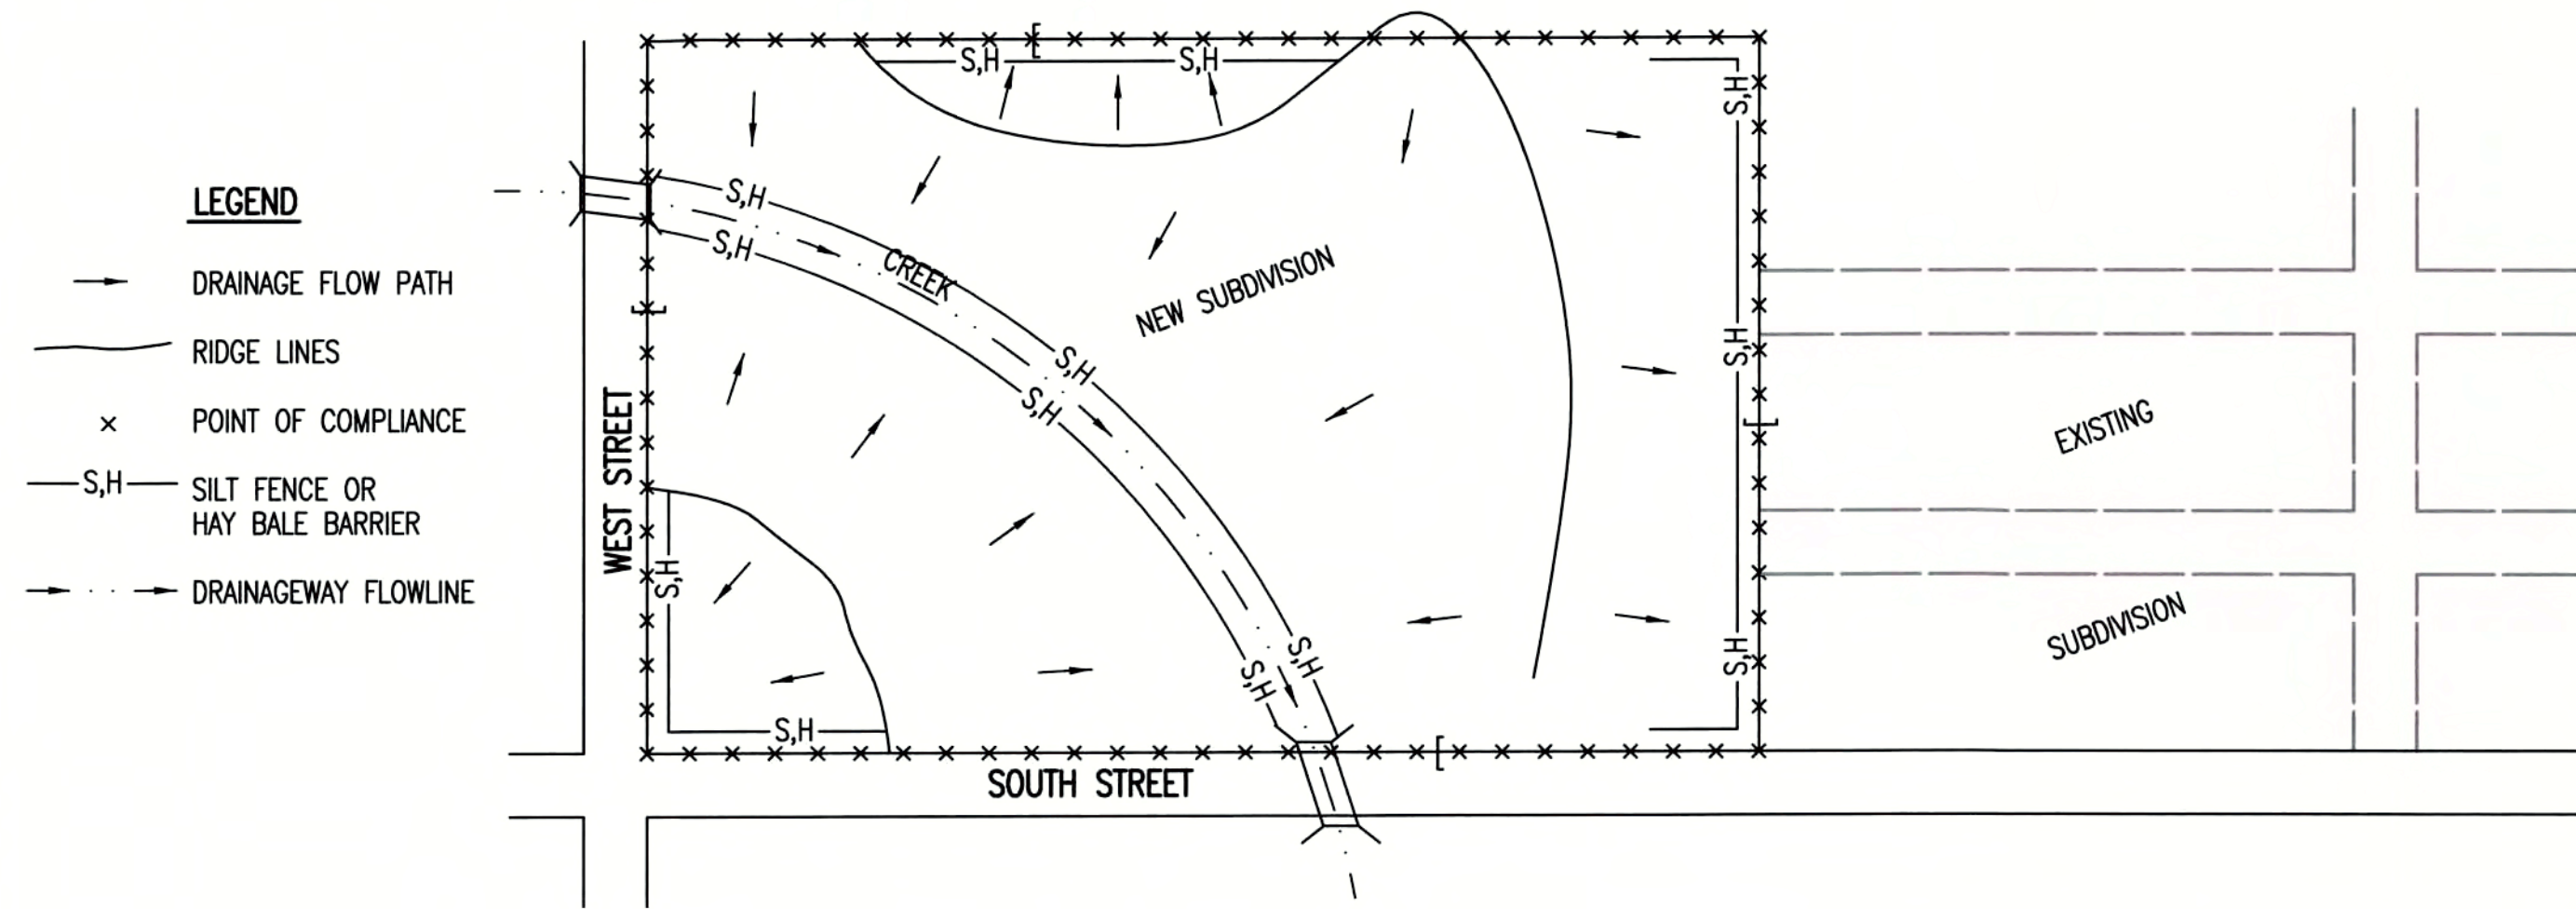 LEGEND
DRAINAGE FLOW PATH
RIDGE LINES
× POINT OF COMPLIANCE
S,H SILT FENCE OR
HAY BALE BARRIER
DRAINAGEWAY FLOWLINE
S,H
S,H
S,H
S,H
S,H
CREEK
NEW SUBDIVISION
S,H
S,H
S,H
WEST STREET
S,H
S,H
S,H
S,H
S,H
S,H
SOUTH STREET
EXISTING
SUBDIVISION